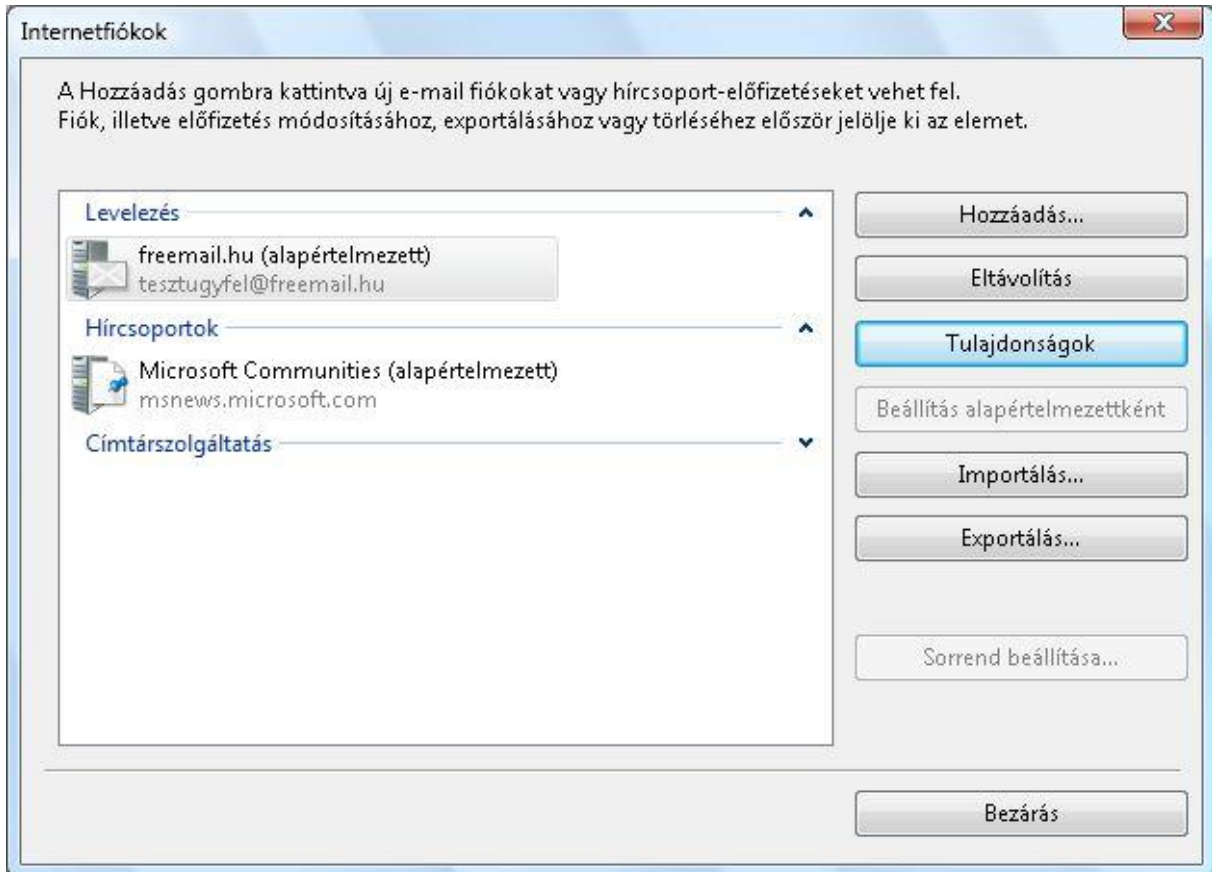 Internetfiókok
A Hozzáadás gombra kattintva új e-mail fiókokat vagy hírcsoport-előfizetéseket vehet fel.
Fiók, illetve előfizetés módosításához, exportálásához vagy törléséhez először jelölje ki az elemet.
Levelezés
freemail.hu (alapértelmezett)
tesztugyfel@freemail.hu
Hírcsoportok
Microsoft Communities (alapértelmezett)
msnews.microsoft.com
Címtárszolgáltatás
Hozzáadás...
Eltávolítás
Tulajdonságok
Beállítás alapértelmezettként
Importálás...
Exportálás...
Sorrend beállítása...
Bezárás